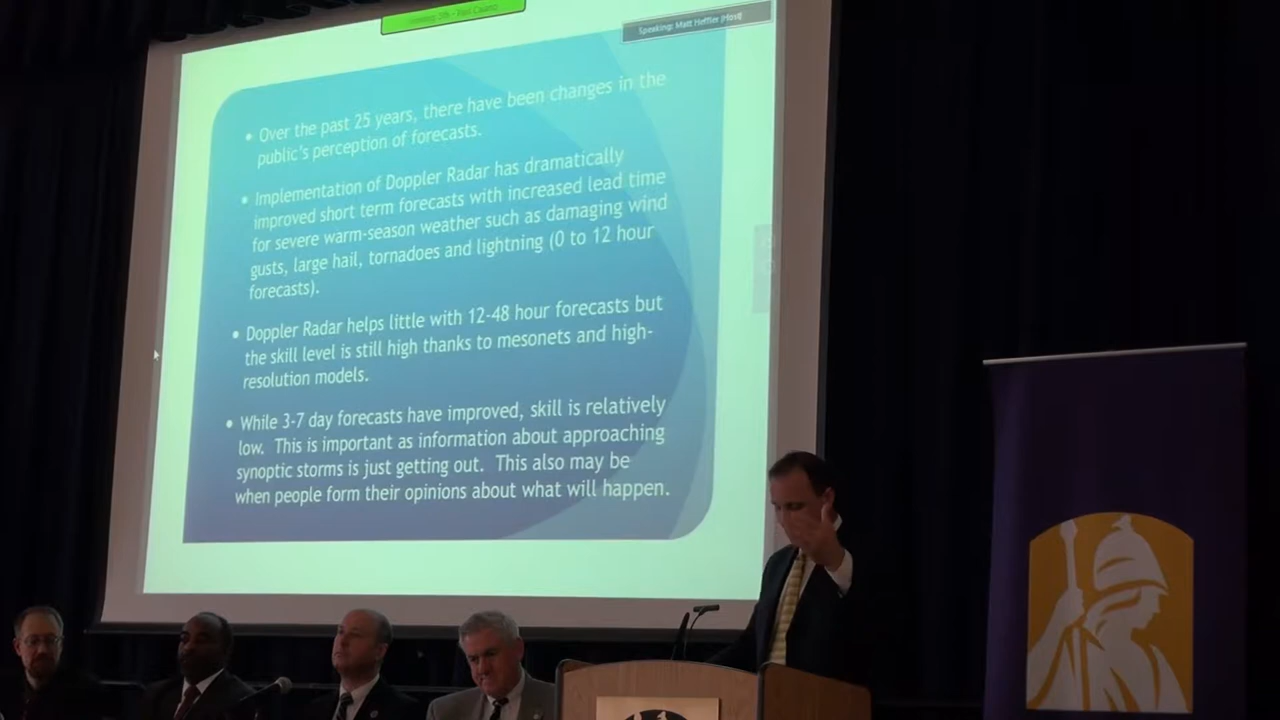 Speaking: Matt Heffler (Host)
• Over the past 25 years, there have been changes in the
public's perception of forecasts.
• Implementation of Doppler Radar has dramatically
improved short term forecasts with increased lead time
for severe warm-season weather such as damaging wind
gusts, large hail, tornadoes and lightning (0 to 12 hour
forecasts).
• Doppler Radar helps little with 12-48 hour forecasts but
the skill level is still high thanks to mesonets and high-
resolution models.
• While 3-7 day forecasts have improved, skill is relatively
low.  This is important as information about approaching
synoptic storms is just getting out.  This also may be
when people form their opinions about what will happen.